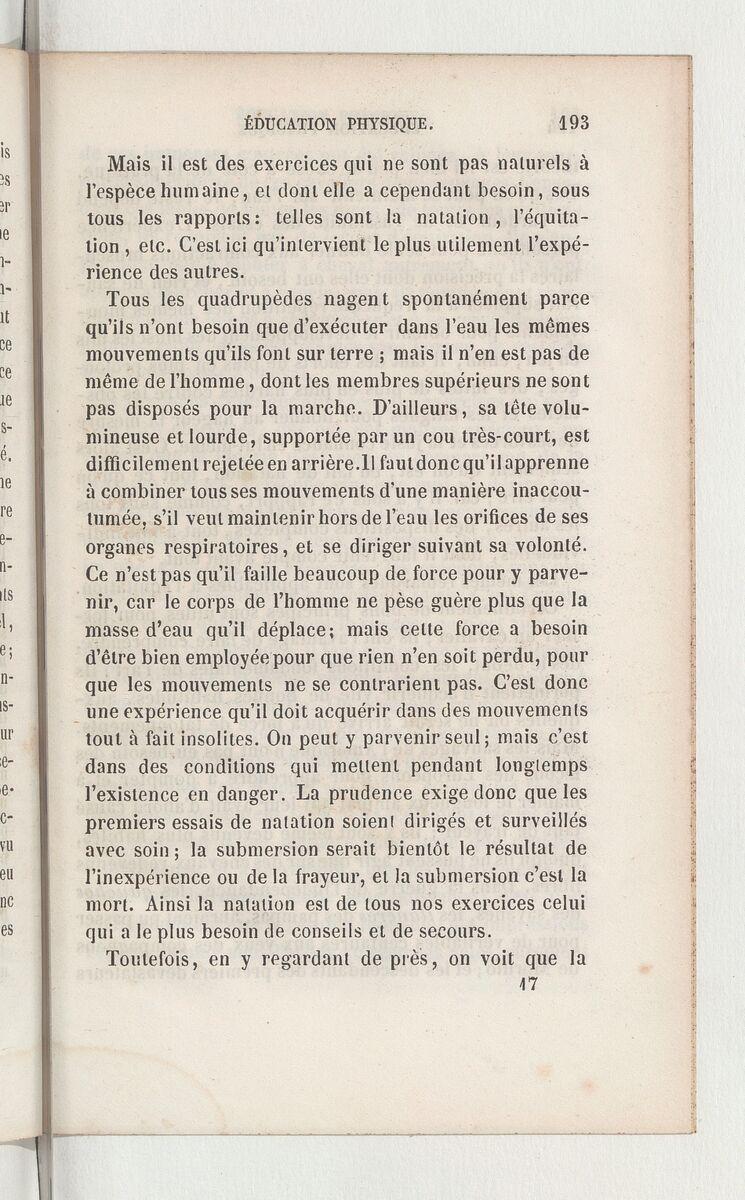 ÉDUCATION PHYSIQUE. 193
Mais il est des exercices qui ne sont pas naturels à
l'espèce humaine, et dont elle a cependant besoin, sous
tous les rapports: telles sont la natation, l'équita-
tion, etc. C'est ici qu'intervient le plus utilement l'expé-
rience des autres.
Tous les quadrupèdes nagent spontanément parce
qu'ils n'ont besoin que d'exécuter dans l'eau les mêmes
mouvements qu'ils font sur terre; mais il n'en est pas de
même de l'homme, dont les membres supérieurs ne sont
pas disposés pour la marche. D'ailleurs, sa tête volu-
mineuse et lourde, supportée par un cou très-court, est
difficilement rejetée en arrière. Il faut donc qu'il apprenne
à combiner tous ses mouvements d'une manière inaccou-
tumée, s'il veut maintenir hors de l'eau les orifices de ses
organes respiratoires, et se diriger suivant sa volonté.
Ce n'est pas qu'il faille beaucoup de force pour y parve-
nir, car le corps de l'homme ne pèse guère plus que la
masse d'eau qu'il déplace; mais cette force a besoin
d'être bien employée pour que rien n'en soit perdu, pour
que les mouvements ne se contrarient pas. C'est donc
une expérience qu'il doit acquérir dans des mouvements
tout à fait insolites. On peut y parvenir seul; mais c'est
dans des conditions qui mettent pendant longtemps
l'existence en danger. La prudence exige donc que les
premiers essais de natation soient dirigés et surveillés
avec soin; la submersion serait bientôt le résultat de
l'inexpérience ou de la frayeur, et la submersion c'est la
mort. Ainsi la natation est de tous nos exercices celui
qui a le plus besoin de conseils et de secours.
Toutefois, en y regardant de près, on voit que la
17